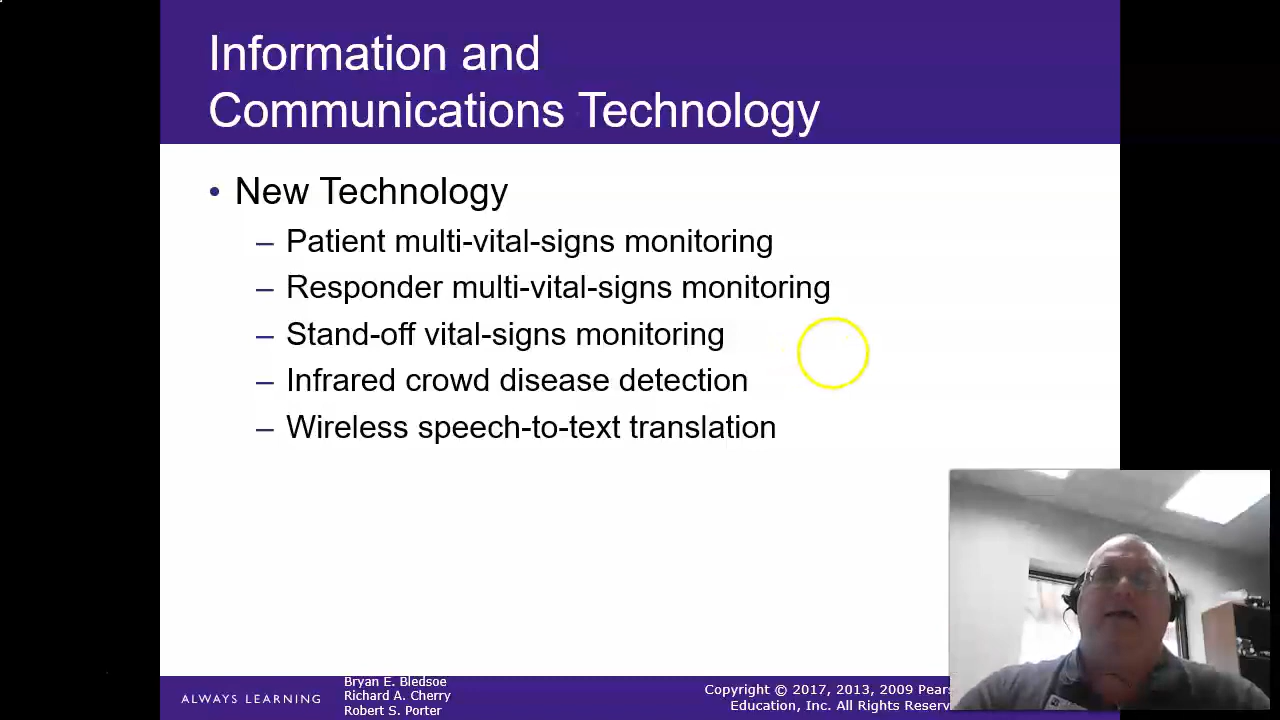 Information and
Communications Technology
• New Technology
– Patient multi-vital-signs monitoring
– Responder multi-vital-signs monitoring
– Stand-off vital-signs monitoring
– Infrared crowd disease detection
– Wireless speech-to-text translation
ALWAYS LEARNING
Bryan E. Bledsoe
Richard A. Cherry
Robert S. Porter
Copyright © 2017, 2013, 2009 Pears
Education, Inc. All Rights Reserv